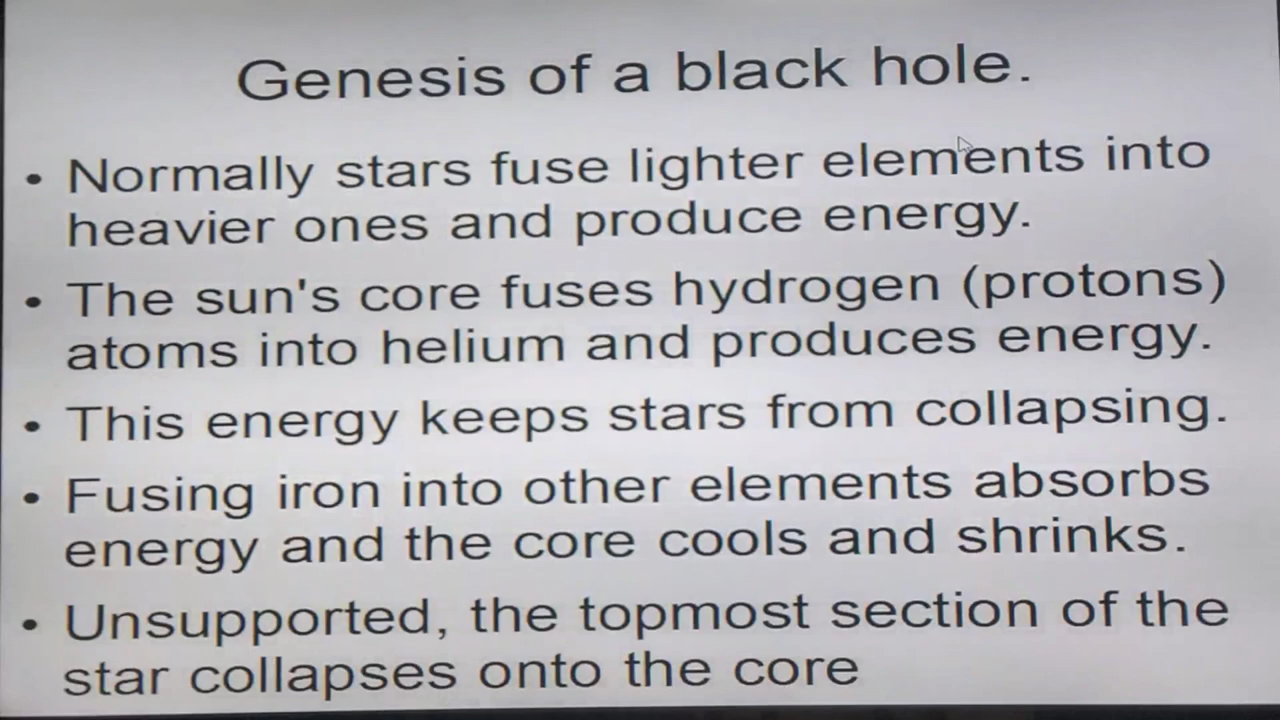 Genesis of a black hole.
• Normally stars fuse lighter elements into
heavier ones and produce energy.
• The sun's core fuses hydrogen (protons)
atoms into helium and produces energy.
• This energy keeps stars from collapsing.
• Fusing iron into other elements absorbs
energy and the core cools and shrinks.
• Unsupported, the topmost section of the
star collapses onto the core